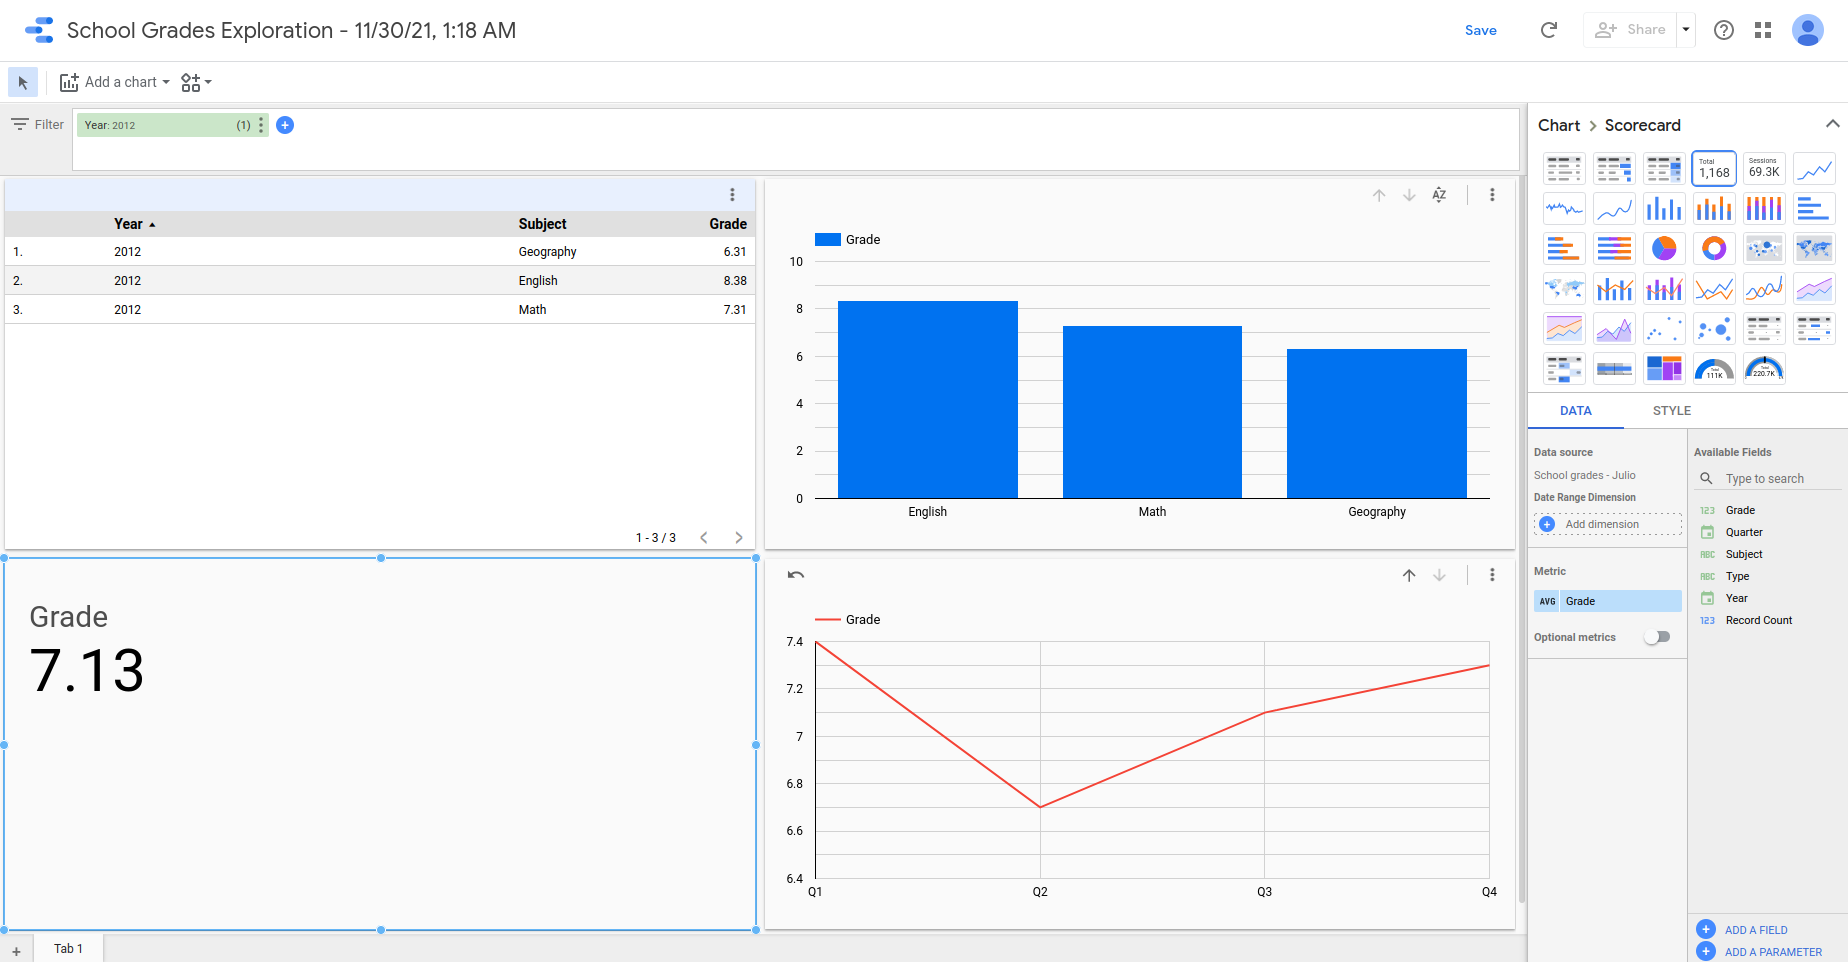 School Grades Exploration - 11/30/21, 1:18 AM
Save
Share
Add a chart
Filter
Year: 2012 (1)
Year Subject Grade
1. 2012 Geography 6.31
2. 2012 English 8.38
3. 2012 Math 7.31
1 - 3 / 3
AZ
Grade
10
8
6
4
2
0
English Math Geography
Grade
7.13
Grade
7.4
7.2
7
6.8
6.6
6.4
Q1 Q2 Q3 Q4
Tab 1
Chart Scorecard
Total
1,168
Sessions
69.3K
Total
111K
Total
220.7K
DATA STYLE
Data source
School grades - Julio
Date Range Dimension
Add dimension
Metric
AVG Grade
Optional metrics
Available Fields
Type to search
123 Grade
Quarter
ABC Subject
ABC Type
Year
123 Record Count
ADD A FIELD
ADD A PARAMETER